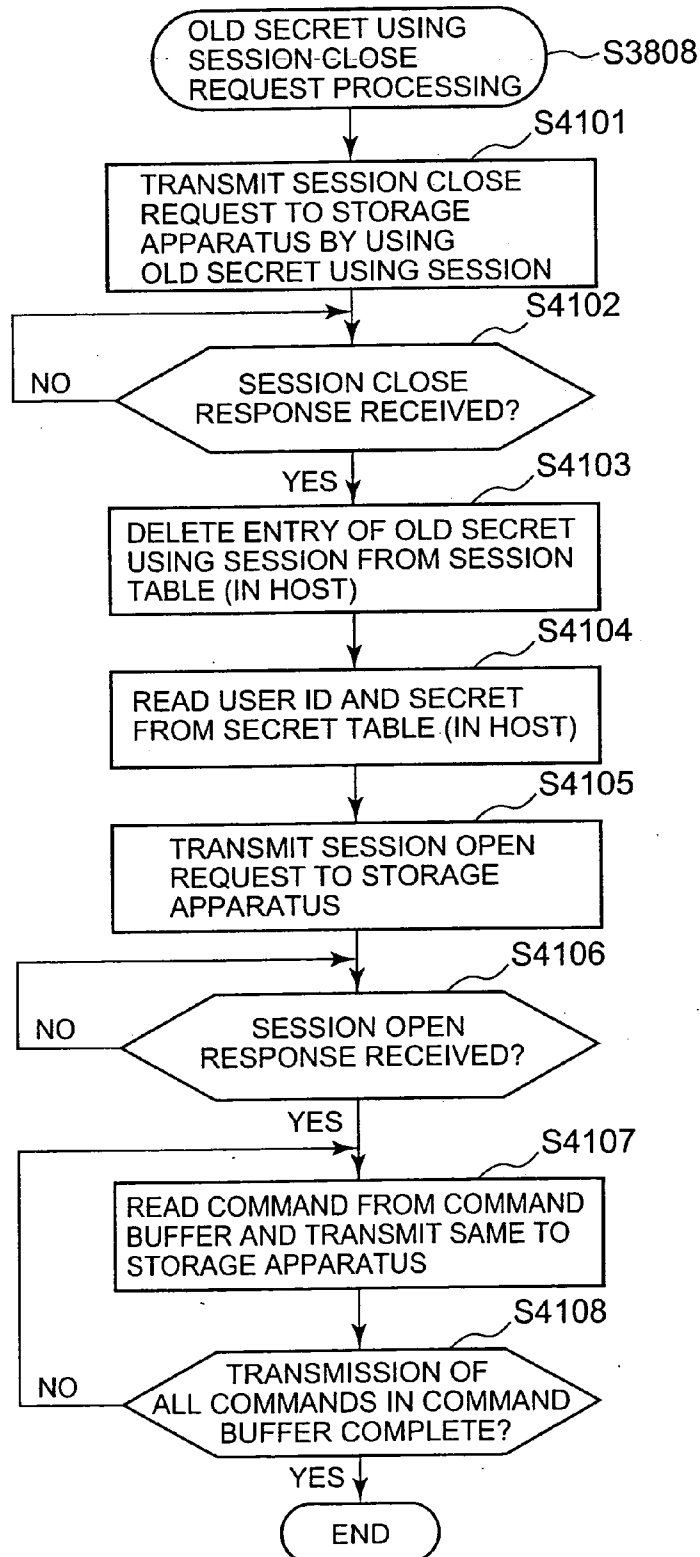 OLD SECRET USING
SESSION-CLOSE
REQUEST PROCESSING
S3808
S4101
TRANSMIT SESSION CLOSE
REQUEST TO STORAGE
APPARATUS BY USING
OLD SECRET USING SESSION
S4102
NO
SESSION CLOSE
RESPONSE RECEIVED?
YES
S4103
DELETE ENTRY OF OLD SECRET
USING SESSION FROM SESSION
TABLE (IN HOST)
S4104
READ USER ID AND SECRET
FROM SECRET TABLE (IN HOST)
S4105
TRANSMIT SESSION OPEN
REQUEST TO STORAGE
APPARATUS
S4106
NO
SESSION OPEN
RESPONSE RECEIVED?
YES
S4107
READ COMMAND FROM COMMAND
BUFFER AND TRANSMIT SAME TO
STORAGE APPARATUS
S4108
NO
TRANSMISSION OF
ALL COMMANDS IN COMMAND
BUFFER COMPLETE?
YES
END